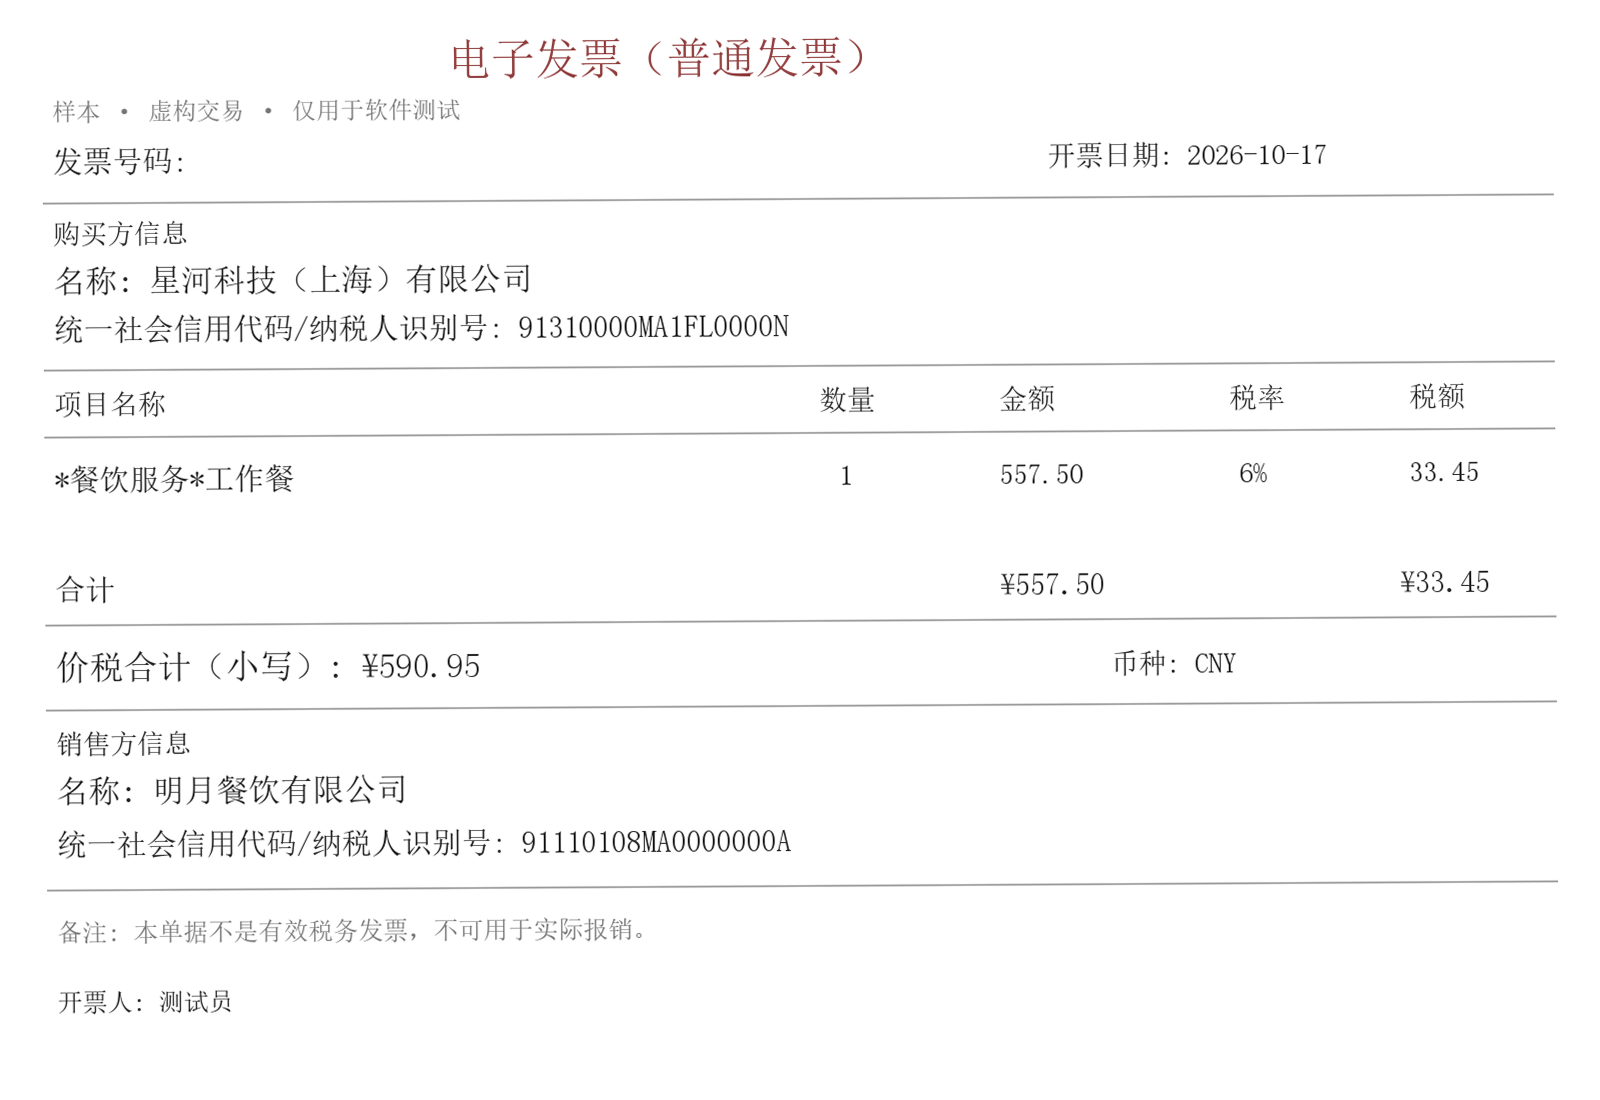 电子发票（普通发票）
样本 • 虚构交易 • 仅用于软件测试
发票号码: 开票日期: 2026-10-17
购买方信息
名称: 星河科技（上海）有限公司
统一社会信用代码/纳税人识别号: 91310000MA1FL0000N
项目名称 数量 金额 税率 税额
*餐饮服务*工作餐 1 557.50 6% 33.45
合计 ¥557.50 ¥33.45
价税合计（小写）: ¥590.95 币种: CNY
销售方信息
名称: 明月餐饮有限公司
统一社会信用代码/纳税人识别号: 91110108MA0000000A
备注: 本单据不是有效税务发票，不可用于实际报销。
开票人: 测试员